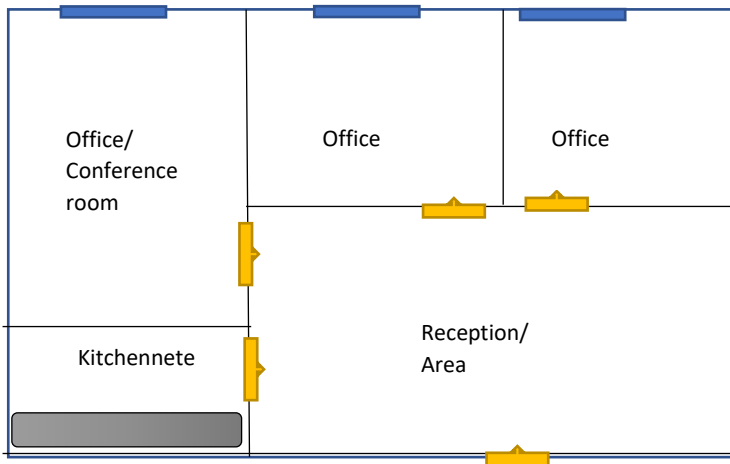 Office/
Conference
room
Office
Office
Reception/
Area
Kitchennete